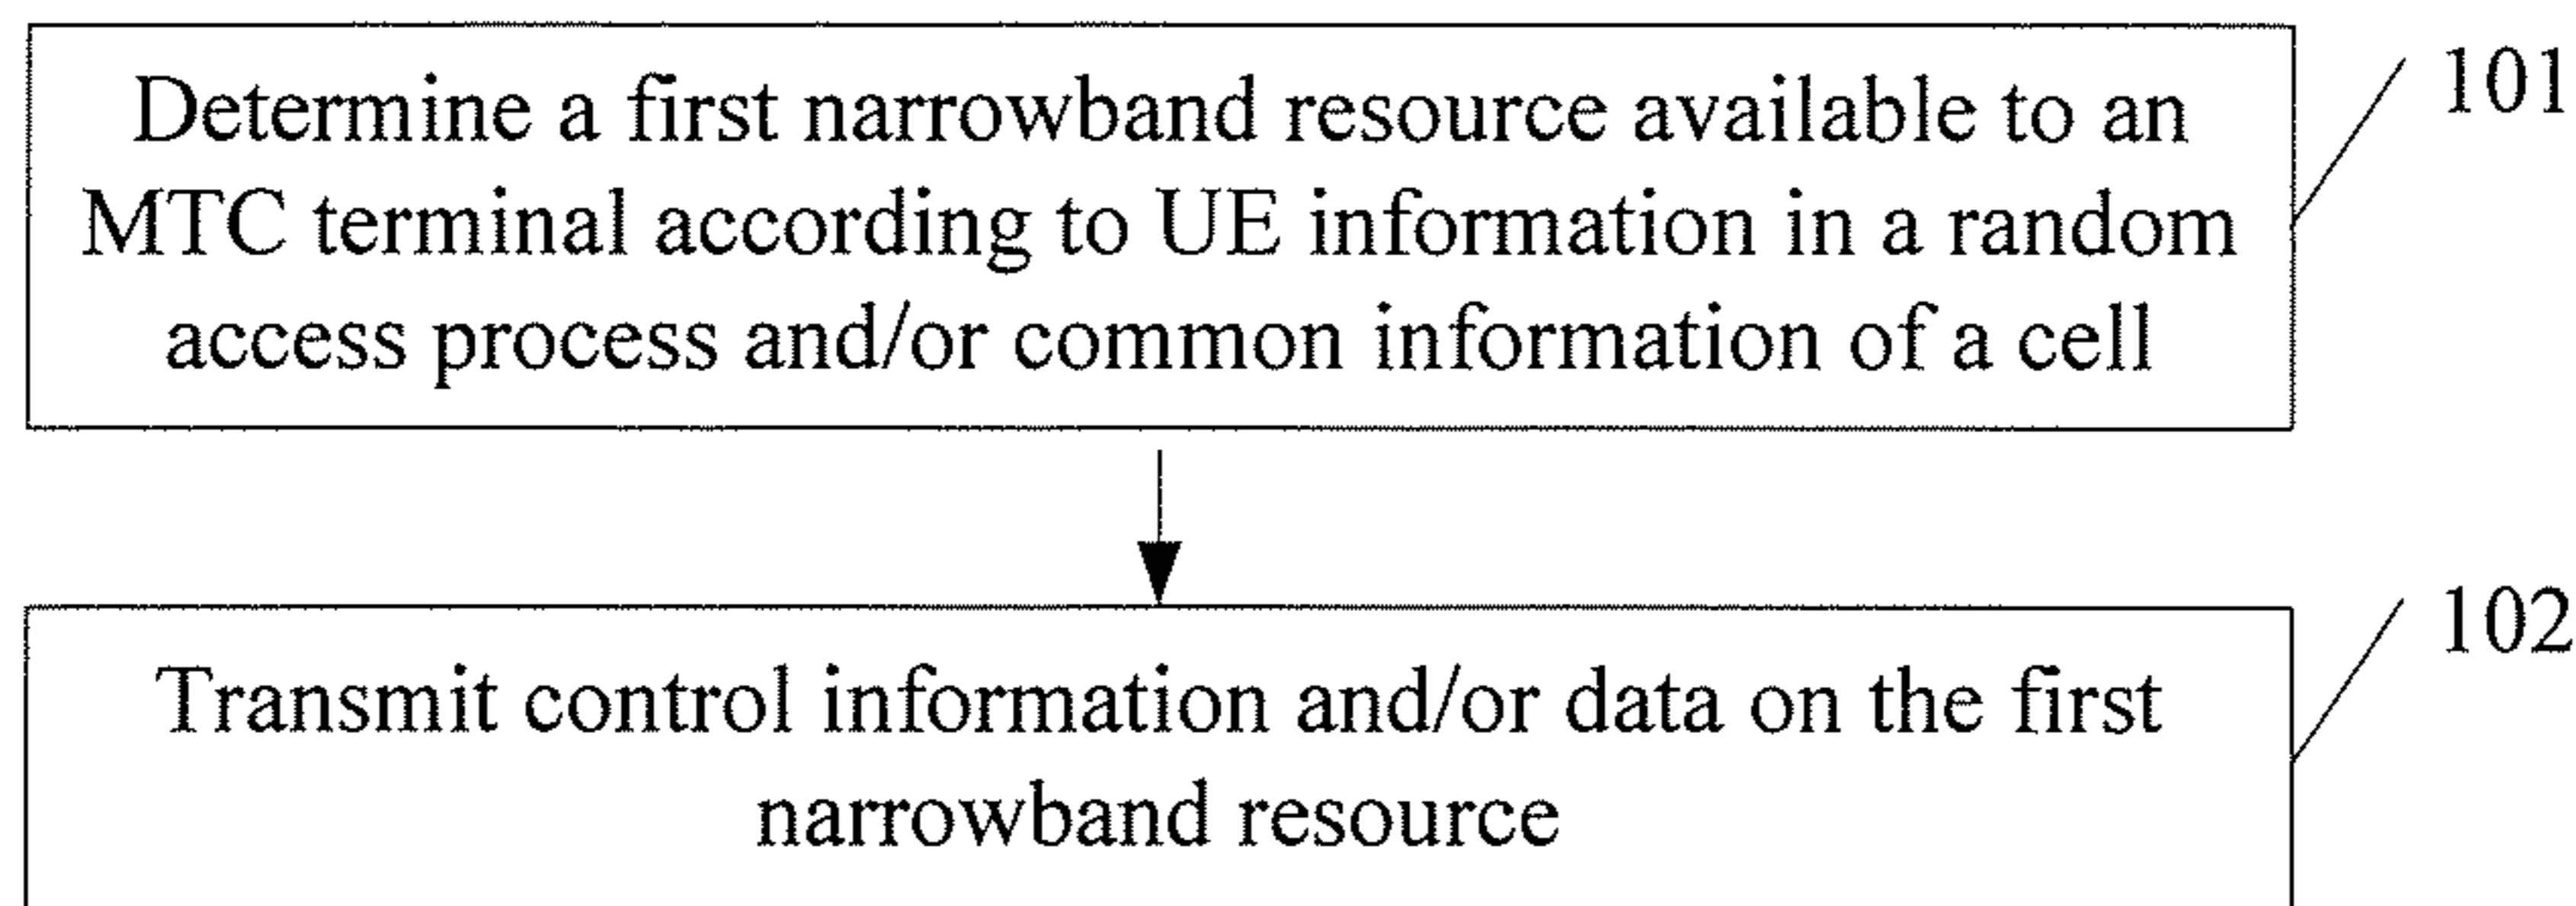 Determine a first narrowband resource available to an
MTC terminal according to UE information in a random
access process and/or common information of a cell
101
Transmit control information and/or data on the first
narrowband resource
102